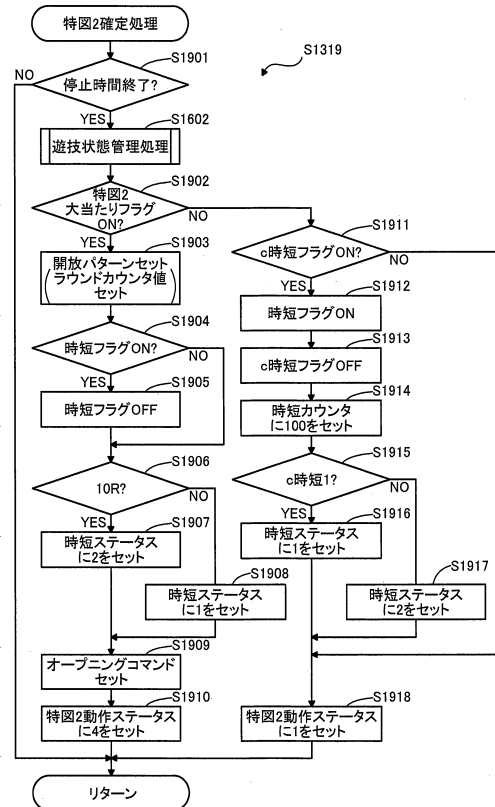 特図2確定処理
S1319
S1901
停止時間終了?
NO
YES
S1602
遊技状態管理処理
S1902
特図2
大当たりフラグ
ON?
NO
YES
S1903
開放パターンセット
ラウンドカウンタ値
セット
S1904
時短フラグON?
NO
YES
S1905
時短フラグOFF
S1906
10R?
NO
YES
S1907
時短ステータス
に2をセット
S1908
時短ステータス
に1をセット
S1909
オープニングコマンド
セット
S1910
特図2動作ステータス
に4をセット
S1911
c時短フラグON?
NO
YES
S1912
時短フラグON
S1913
c時短フラグOFF
S1914
時短カウンタ
に100をセット
S1915
c時短1?
NO
YES
S1916
時短ステータス
に1をセット
S1917
時短ステータス
に2をセット
S1918
特図2動作ステータス
に1をセット
リターン